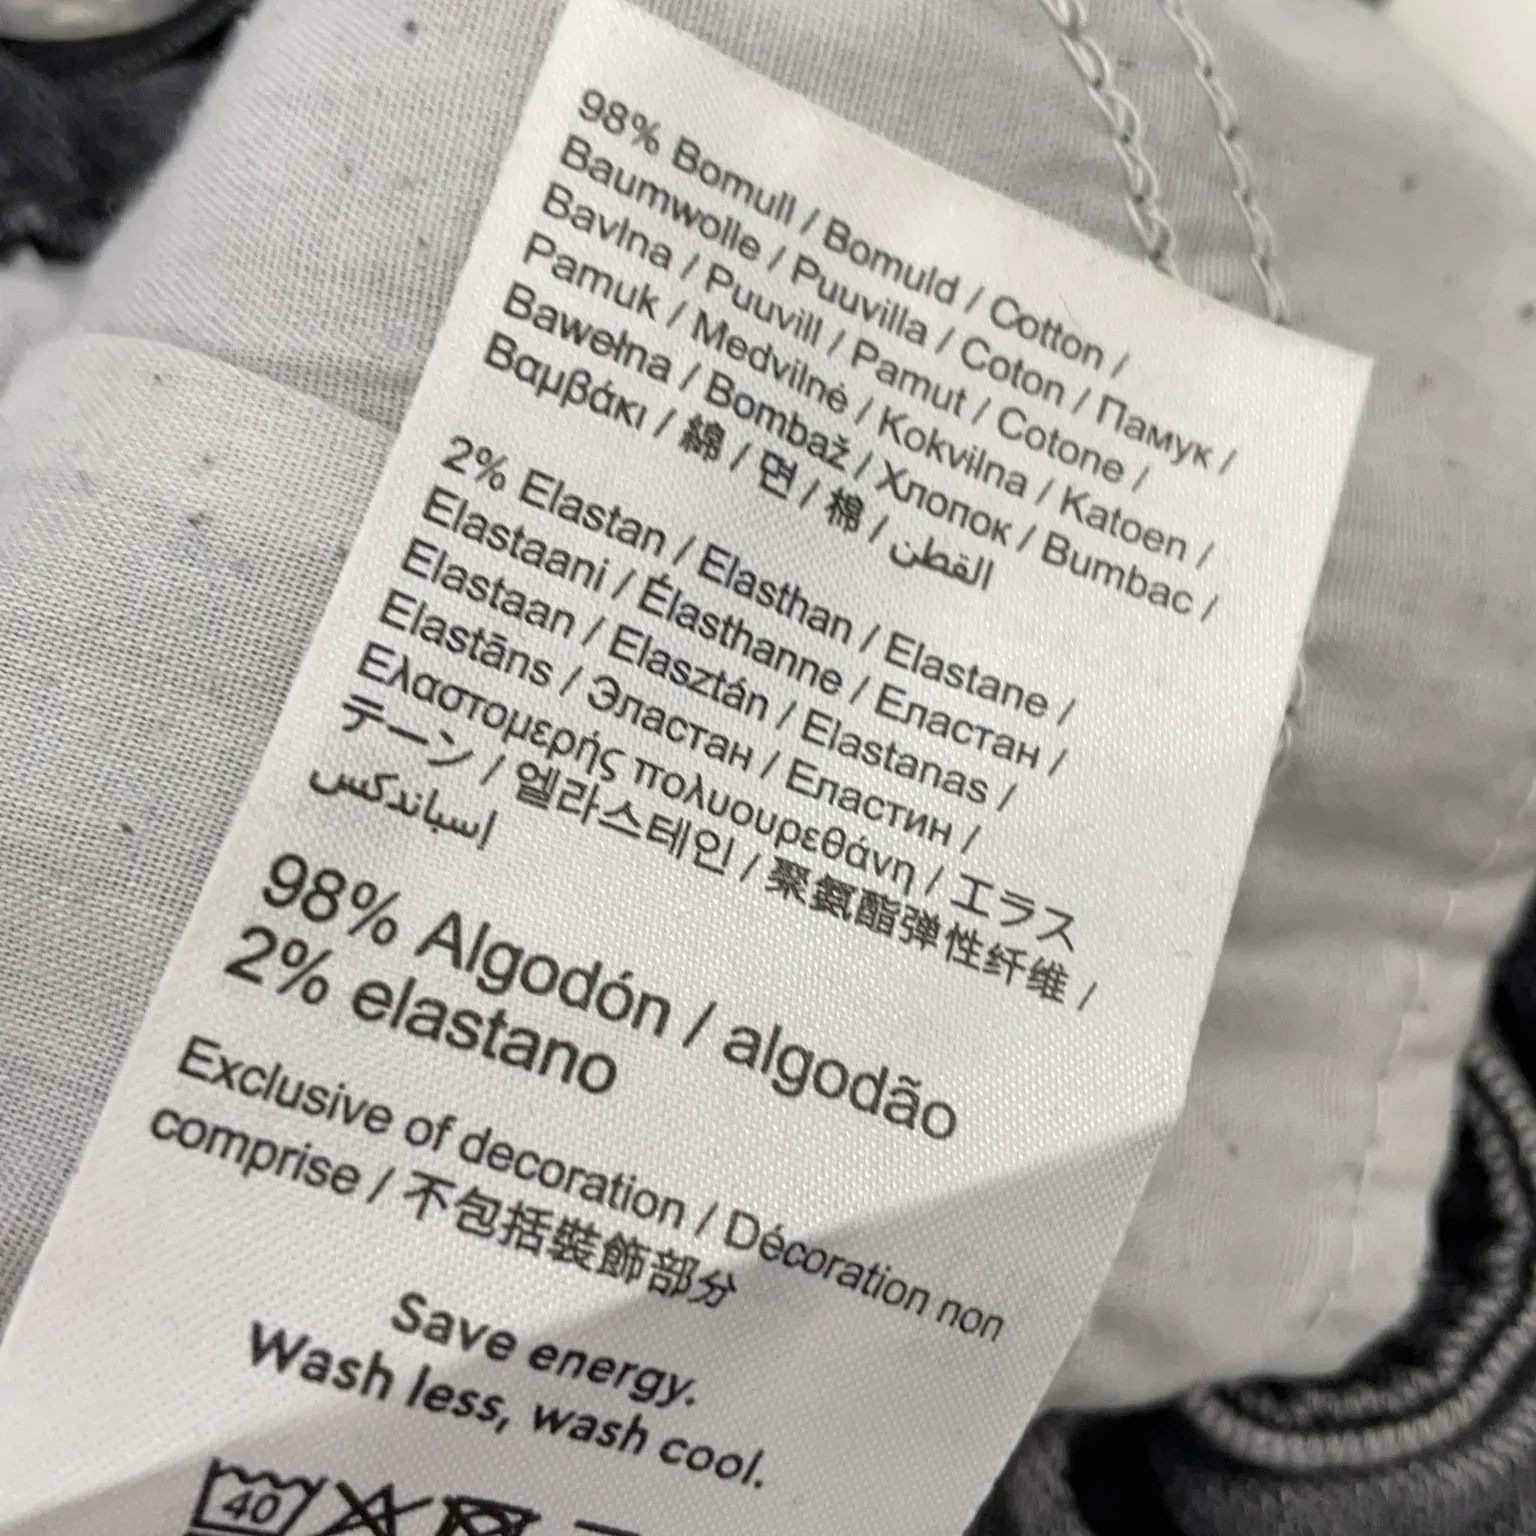 98% Bomull / Bomuld / Cotton /
Baumwolle / Puuvilla / Coton / Памук /
Bavlna / Puuvill / Pamut / Cotone /
Pamuk / Medvilnė / Kokvilna / Katoen /
Bawełna / Bombaž / Хлопок / Bumbac /
Βαμβάκι / 綿 / 면 / 棉 / القطن
2% Elastan / Elasthan / Elastane /
Elastaani / Élasthanne / Еластан /
Elastaan / Elasztán / Elastanas /
Elastāns / Эластан / Еластин /
Ελαστομερής πολυουρεθάνη / エラス
テーン / 엘라스테인 / 聚氨酯弹性纤维 /
إسباندكس
98% Algodón / algodão
2% elastano
Exclusive of decoration / Décoration non
comprise / 不包括裝飾部分
Save energy.
Wash less, wash cool.
40